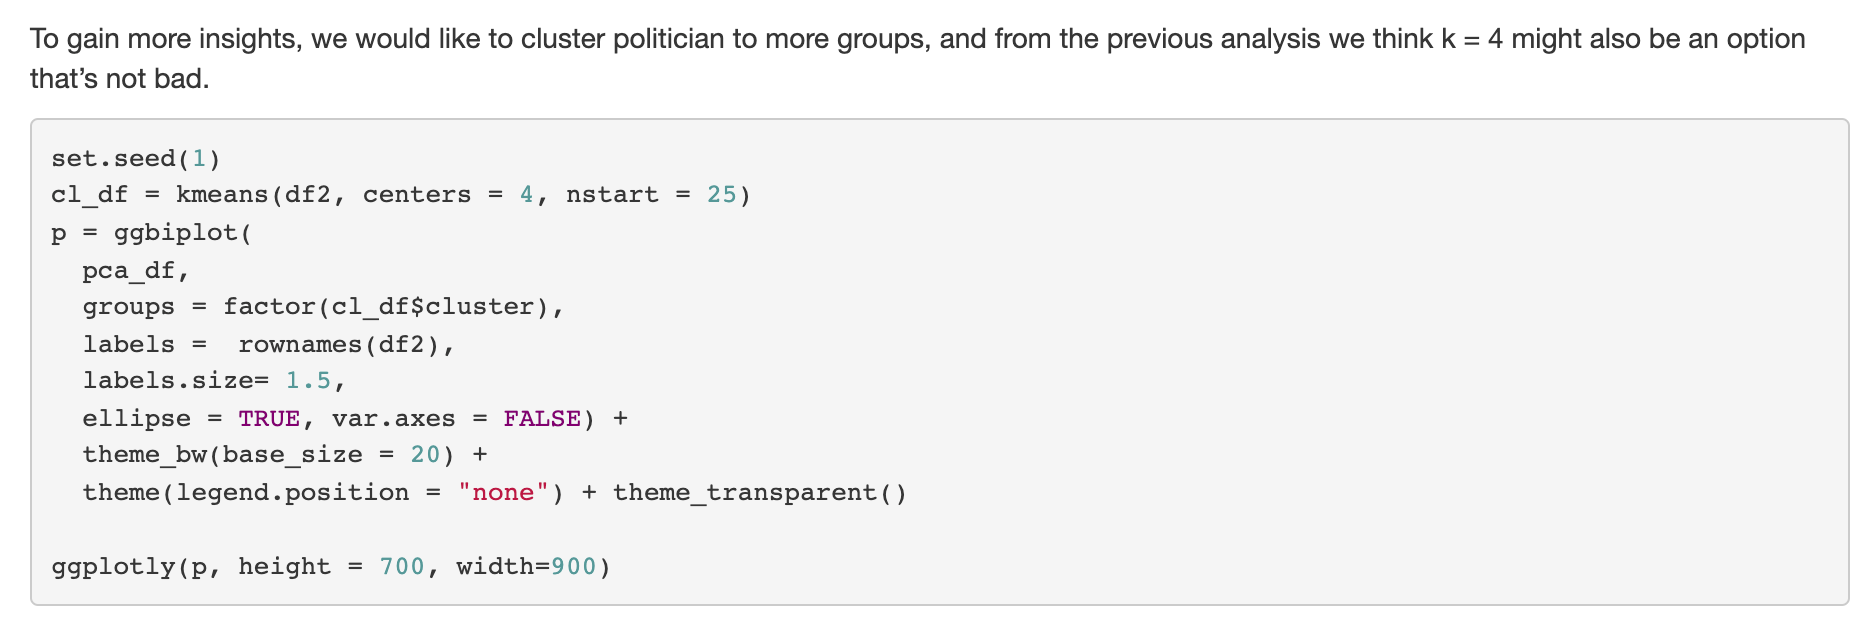 To gain more insights, we would like to cluster politician to more groups, and from the previous analysis we think k = 4 might also be an option
that's not bad.
set.seed(1)
cl_df = kmeans(df2, centers = 4, nstart = 25)
p = ggbiplot(
  pca_df,
  groups = factor(cl_df$cluster),
  labels =  rownames(df2),
  labels.size= 1.5,
  ellipse = TRUE, var.axes = FALSE) +
  theme_bw(base_size = 20) +
  theme(legend.position = "none") + theme_transparent()
ggplotly(p, height = 700, width=900)